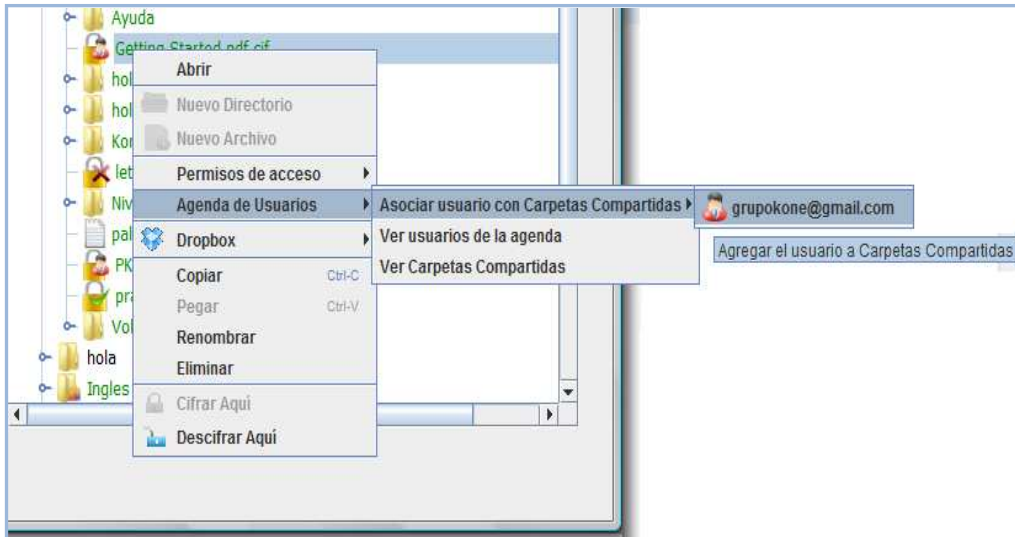 Ayuda
Getting Started.pdf.cif
Abrir
Nuevo Directorio
Nuevo Archivo
Permisos de acceso
Agenda de Usuarios
Asociar usuario con Carpetas Compartidas
grupokone@gmail.com
Dropbox
Ver usuarios de la agenda
Agregar el usuario a Carpetas Compartidas
Ver Carpetas Compartidas
Copiar Ctrl-C
Pegar Ctrl-V
Renombrar
hola
Eliminar
Ingles
Cifrar Aquí
Descifrar Aquí